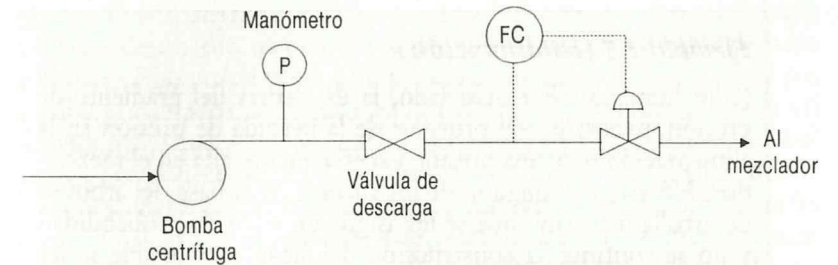 Manómetro
P
FC
Válvula de
descarga
Al
mezclador
Bomba
centrífuga